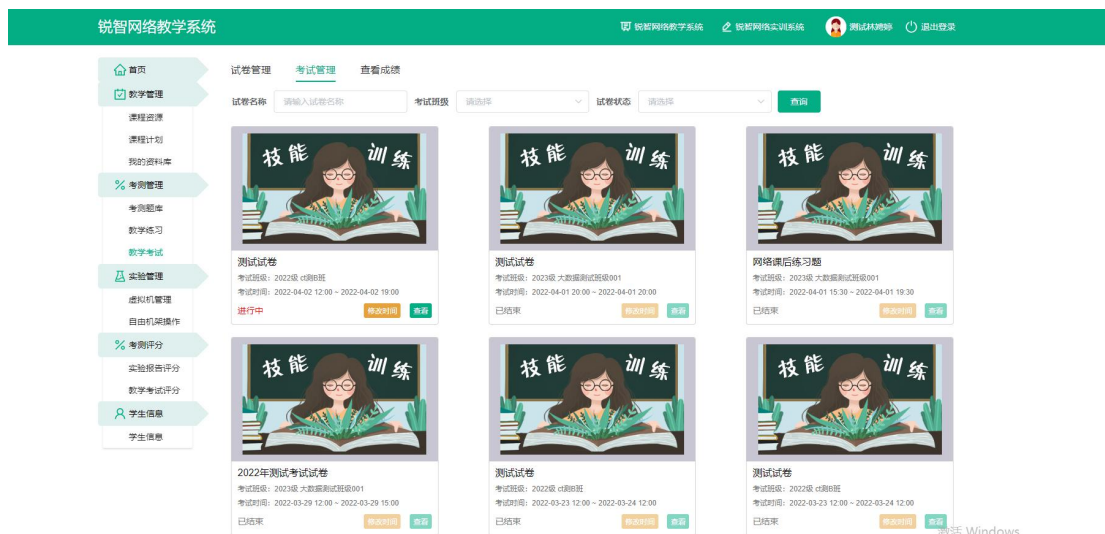 锐智网络教学系统
锐智网络教学系统 锐智网络实训系统 测试林娉婷 退出登录
首页
教学管理
课程资源
课程计划
我的资料库
考测管理
考测题库
教学练习
教学考试
实验管理
虚拟机管理
自由机架操作
考测评分
实验报告评分
教学考试评分
学生信息
学生信息
试卷管理 考试管理 查看成绩
试卷名称 请输入试卷名称 考试班级 请选择 试卷状态 请选择 查询
技能 训练
测试试卷
考试班级：2022级 ct测B班
考试时间：2022-04-02 12:00 ~ 2022-04-02 19:00
进行中 修改时间 查看
技能 训练
测试试卷
考试班级：2023级 大数据测试班级001
考试时间：2022-04-01 20:00 ~ 2022-04-01 20:00
已结束 修改时间 查看
技能 训练
网络课后练习题
考试班级：2023级 大数据测试班级001
考试时间：2022-04-01 15:30 ~ 2022-04-01 19:30
已结束 修改时间 查看
技能 训练
2022年测试考试试卷
考试班级：2023级 大数据测试班级001
考试时间：2022-03-29 12:00 ~ 2022-03-29 15:00
已结束 修改时间 查看
技能 训练
测试试卷
考试班级：2022级 ct测B班
考试时间：2022-03-23 12:00 ~ 2022-03-24 12:00
已结束 修改时间 查看
技能 训练
测试试卷
考试班级：2022级 ct测B班
考试时间：2022-03-23 12:00 ~ 2022-03-24 12:00
已结束 修改时间 查看
激活 Windows